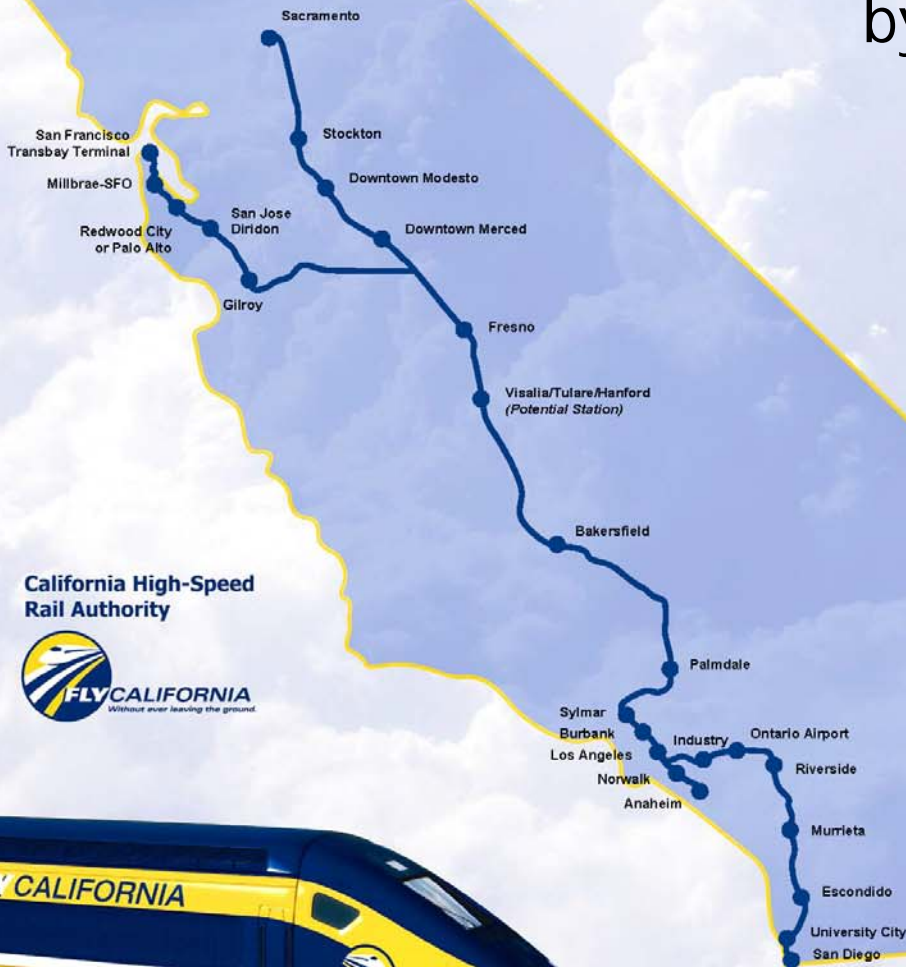 by
Sacramento
San Francisco
Transbay Terminal
Stockton
Millbrae-SFO
Downtown Modesto
San Jose
Diridon
Redwood City
or Palo Alto
Downtown Merced
Gilroy
Fresno
Visalia/Tulare/Hanford
(Potential Station)
Bakersfield
California High-Speed
Rail Authority
FLYCALIFORNIA
Without ever leaving the ground.
Palmdale
Sylmar
Burbank
Los Angeles
Industry
Ontario Airport
Norwalk
Riverside
Anaheim
Murrieta
CALIFORNIA
Escondido
University City
San Diego